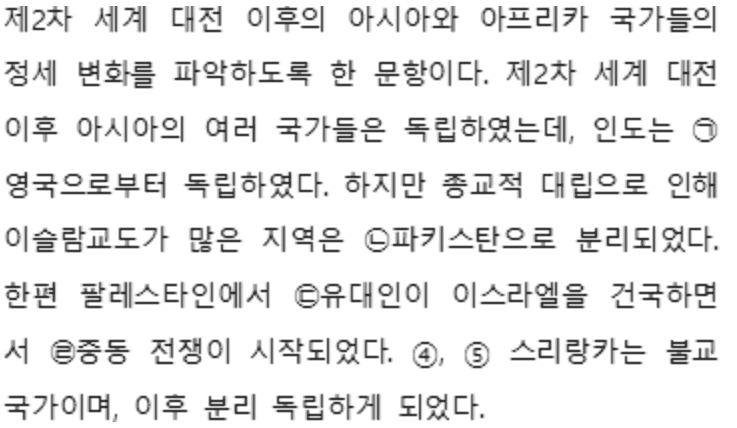 제2차 세계 대전 이후의 아시아와 아프리카 국가들의
정세 변화를 파악하도록 한 문항이다. 제2차 세계 대전
이후 아시아의 여러 국가들은 독립하였는데, 인도는 ㉠
영국으로부터 독립하였다. 하지만 종교적 대립으로 인해
이슬람교도가 많은 지역은 ㉡파키스탄으로 분리되었다.
한편 팔레스타인에서 ㉢유대인이 이스라엘을 건국하면
서 ㉣중동 전쟁이 시작되었다. ④, ⑤ 스리랑카는 불교
국가이며, 이후 분리 독립하게 되었다.